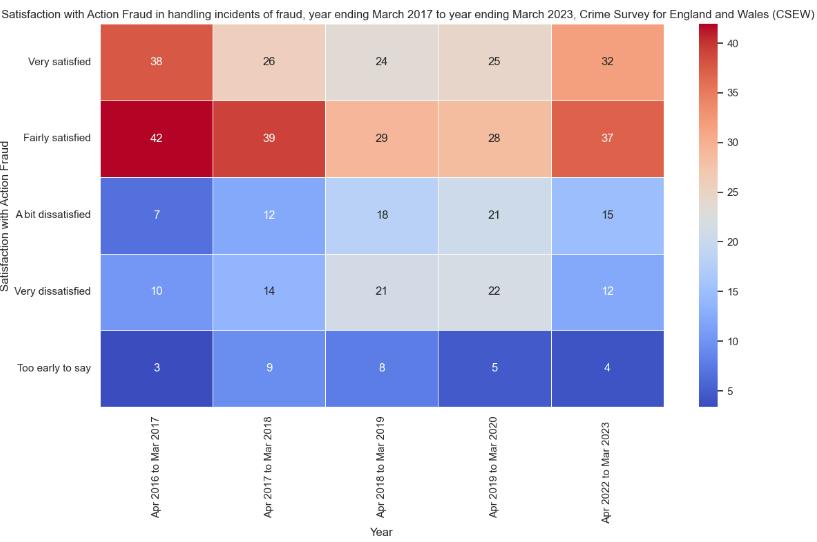 Satisfaction with Action Fraud in handling incidents of fraud, year ending March 2017 to year ending March 2023, Crime Survey for England and Wales (CSEW)
Satisfaction with Action Fraud
Very satisfied 38 26 24 25 32
Fairly satisfied 42 39 29 28 37
A bit dissatisfied 7 12 18 21 15
Very dissatisfied 10 14 21 22 12
Too early to say 3 9 8 5 4
Apr 2016 to Mar 2017
Apr 2017 to Mar 2018
Apr 2018 to Mar 2019
Apr 2019 to Mar 2020
Apr 2022 to Mar 2023
Year
40
35
30
25
20
15
10
5